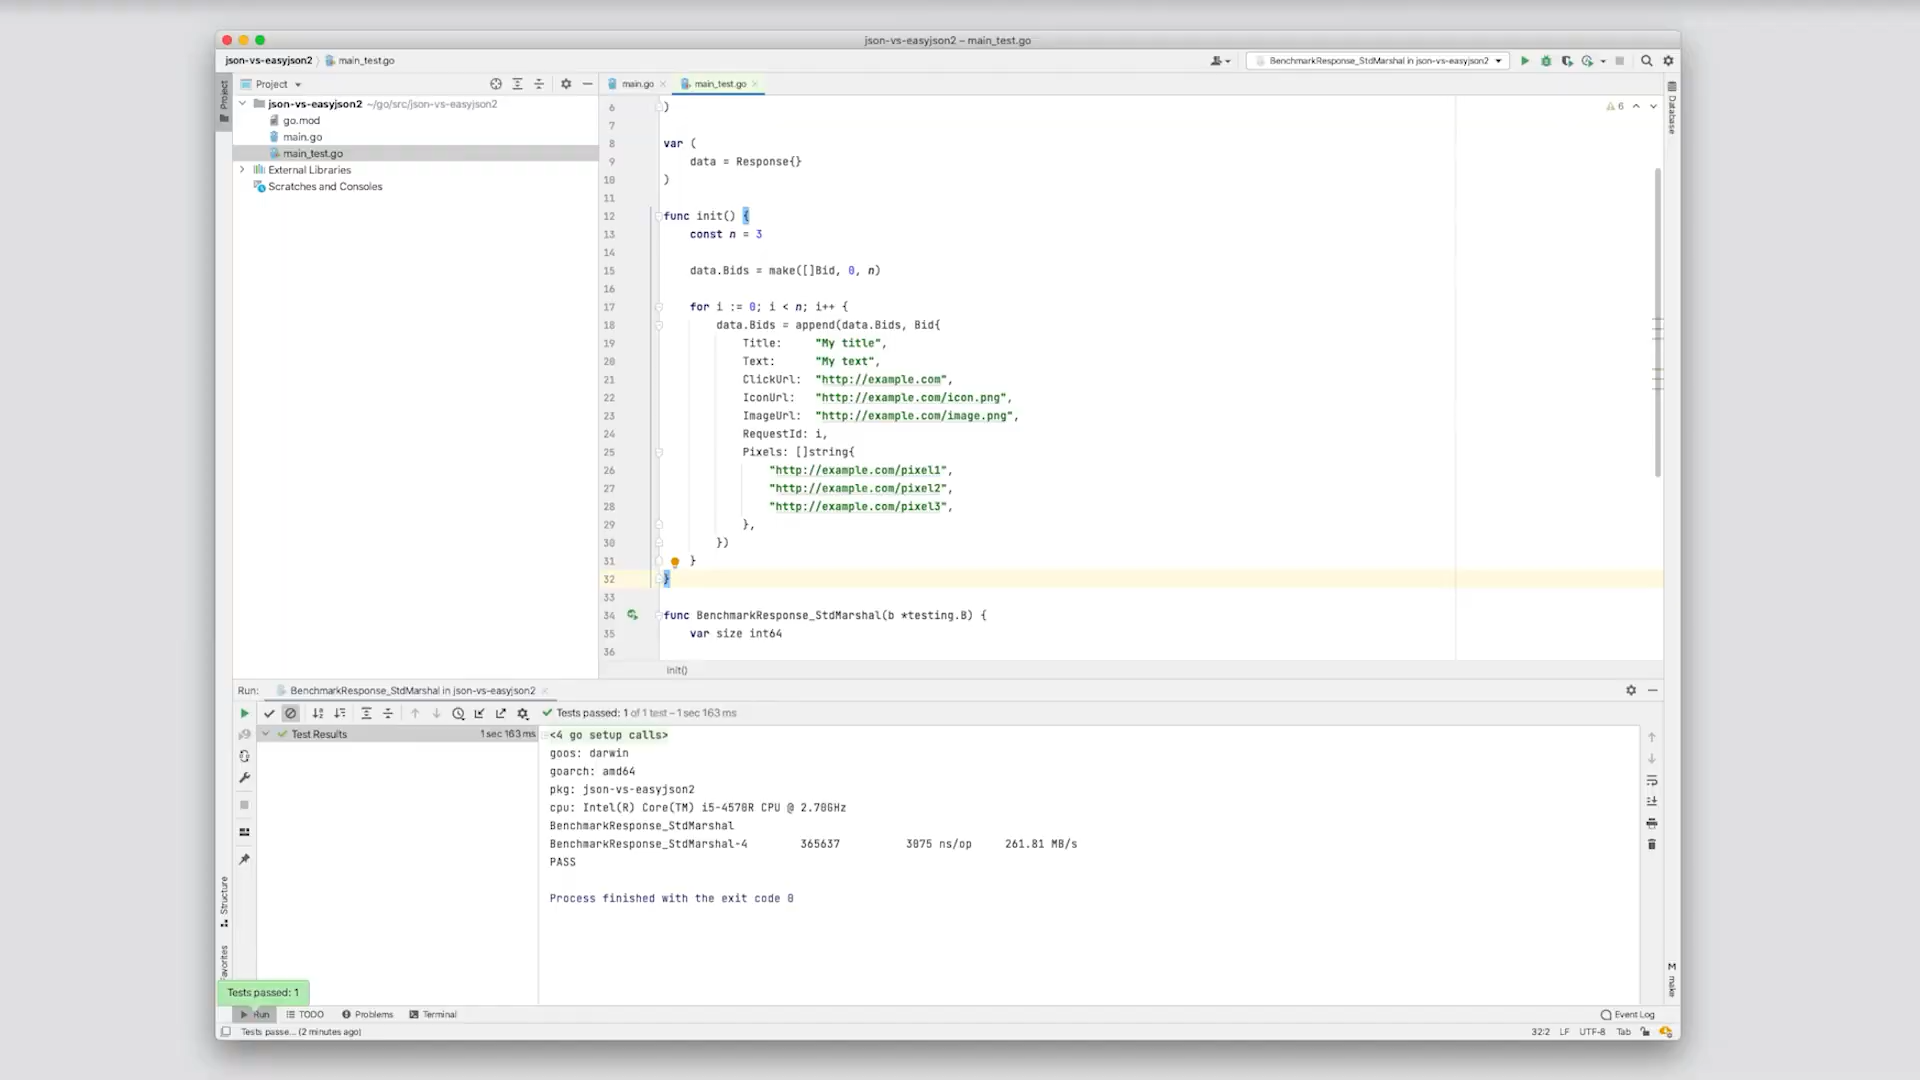 json-vs-easyjson2 – main_test.go
json-vs-easyjson2 main_test.go
BenchmarkResponse_StdMarshal in json-vs-easyjson2
Project
main.go
main_test.go
json-vs-easyjson2 ~/go/src/json-vs-easyjson2
go.mod
main.go
main_test.go
External Libraries
Scratches and Consoles
Project
Database
6
6 )
7
8 var (
9 data = Response{}
10 )
11
12 func init() {
13 const n = 3
14
15 data.Bids = make([]Bid, 0, n)
16
17 for i := 0; i < n; i++ {
18 data.Bids = append(data.Bids, Bid{
19 Title: "My title",
20 Text: "My text",
21 ClickUrl: "http://example.com",
22 IconUrl: "http://example.com/icon.png",
23 ImageUrl: "http://example.com/image.png",
24 RequestId: i,
25 Pixels: []string{
26 "http://example.com/pixel1",
27 "http://example.com/pixel2",
28 "http://example.com/pixel3",
29 },
30 })
31 }
32 }
33
34 func BenchmarkResponse_StdMarshal(b *testing.B) {
35 var size int64
36
init()
Run: BenchmarkResponse_StdMarshal in json-vs-easyjson2
Tests passed: 1 of 1 test – 1 sec 163 ms
Test Results 1 sec 163 ms
<4 go setup calls>
goos: darwin
goarch: amd64
pkg: json-vs-easyjson2
cpu: Intel(R) Core(TM) i5-4570R CPU @ 2.70GHz
BenchmarkResponse_StdMarshal
BenchmarkResponse_StdMarshal-4 365637 3075 ns/op 261.81 MB/s
PASS
Process finished with the exit code 0
Structure
avorites
M
make
Tests passed: 1
Run
TODO
Problems
Terminal
Event Log
Tests passe... (2 minutes ago)
32:2 LF UTF-8 Tab